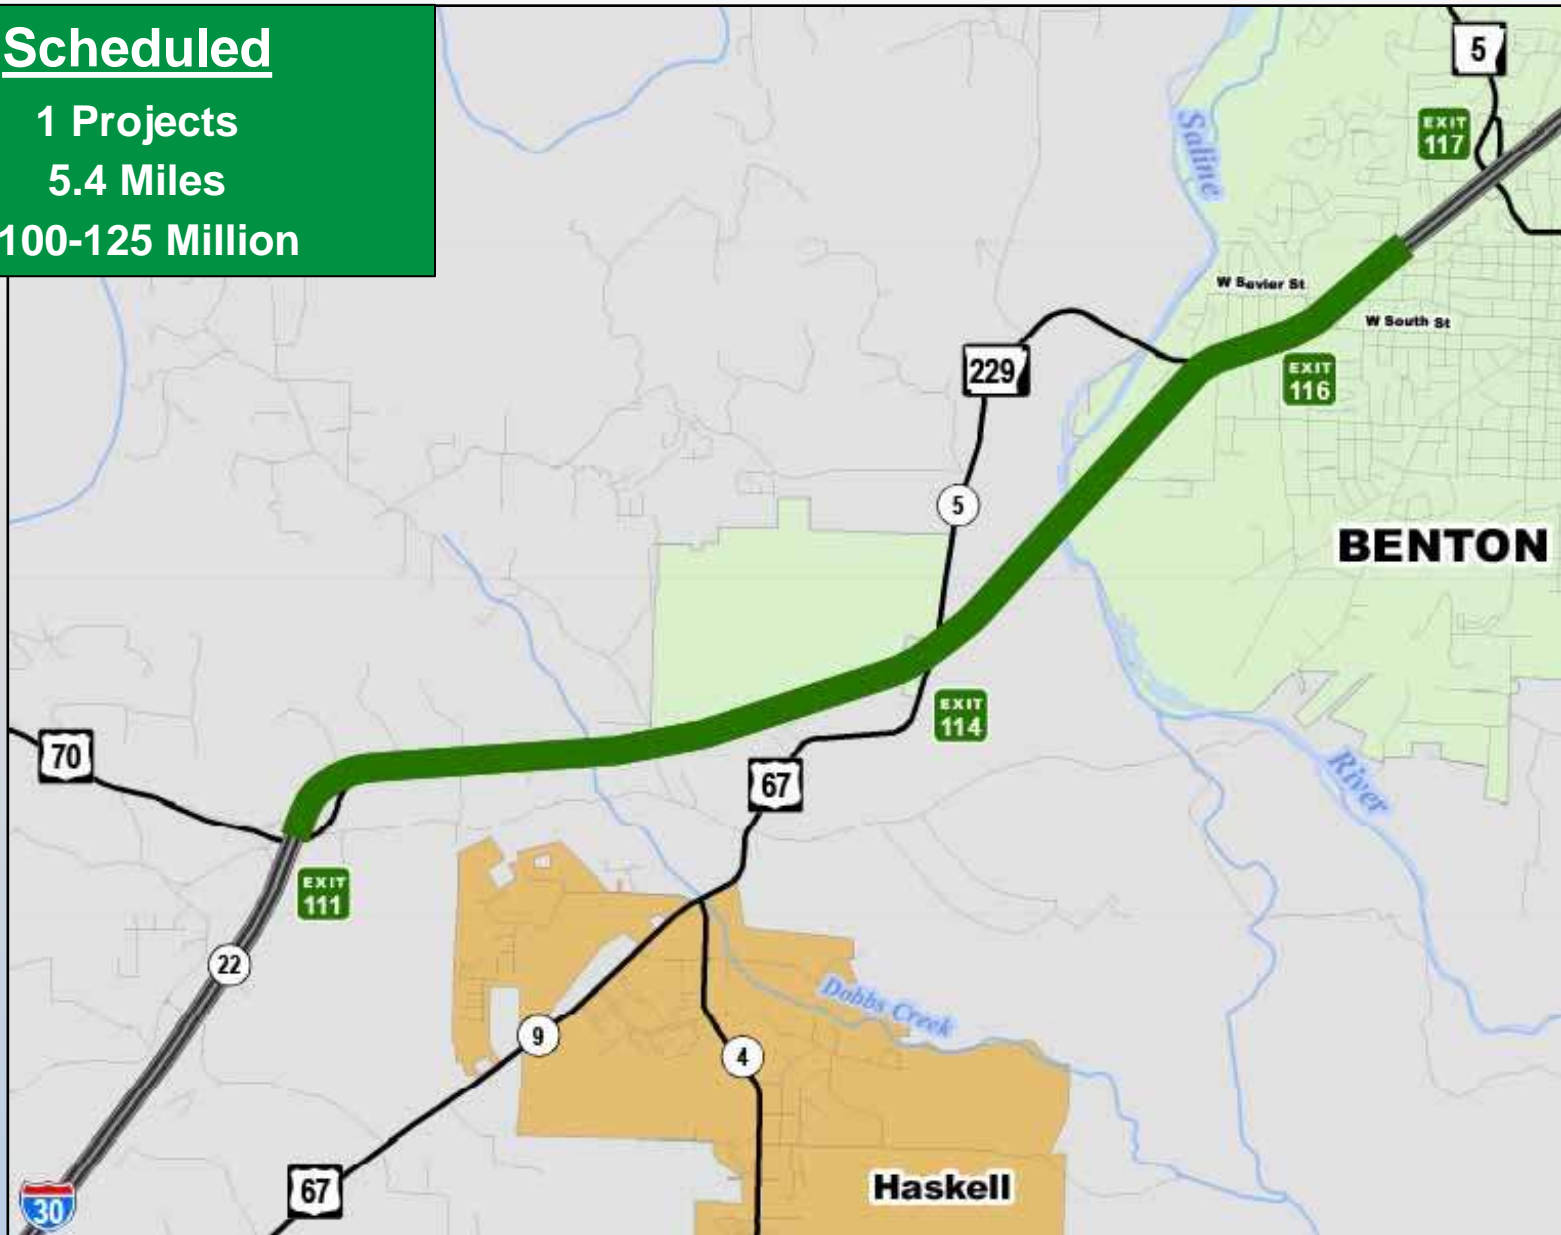 Scheduled
1 Projects
5.4 Miles
100-125 Million
5
EXIT
117
Saline
W Sevier St
W South St
229
EXIT
116
5
BENTON
EXIT
114
70
67
River
EXIT
111
22
Dobbs Creek
9
4
67
Haskell
30